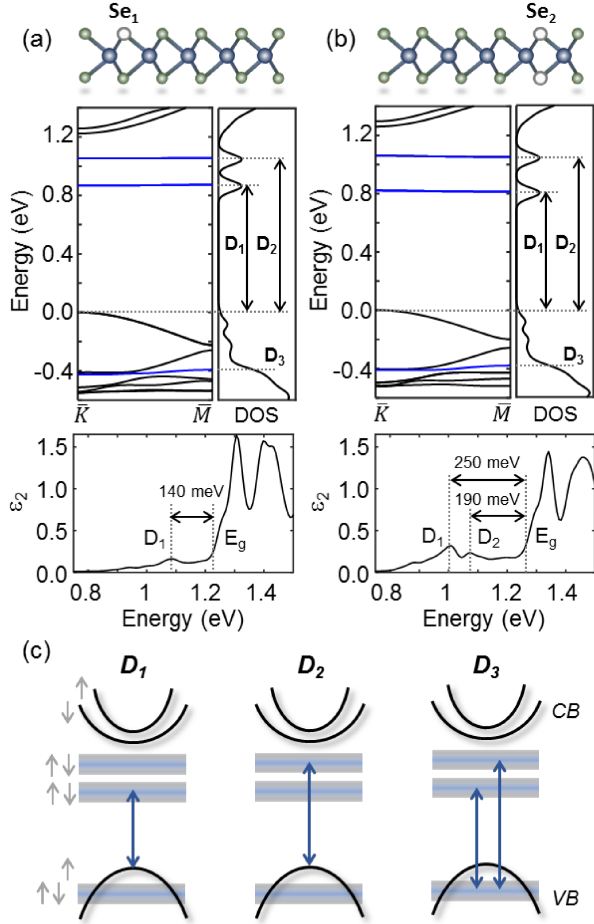 Se₁
Se₂
(a)
(b)
Energy (eV)
1.2
0.8
0.4
0.0
-0.4
D₁
D₂
D₃
K̅
M̅
DOS
Energy (eV)
1.2
0.8
0.4
0.0
-0.4
D₁
D₂
D₃
K̅
M̅
DOS
ε₂
1.5
1.0
0.5
0.0
140 meV
D₁
E_g
0.8
1
1.2
1.4
Energy (eV)
ε₂
1.5
1.0
0.5
0.0
250 meV
190 meV
D₁
D₂
E_g
0.8
1
1.2
1.4
Energy (eV)
(c)
D₁
D₂
D₃
CB
VB